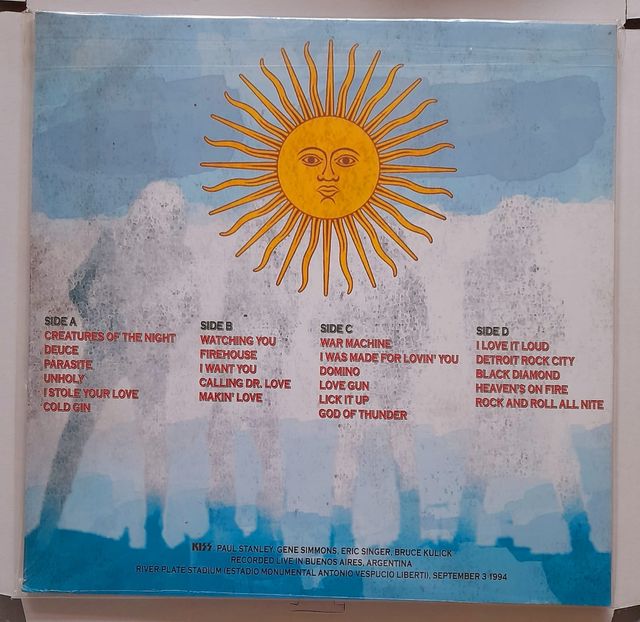 SIDE A
CREATURES OF THE NIGHT
DEUCE
PARASITE
UNHOLY
I STOLE YOUR LOVE
COLD GIN
SIDE B
WATCHING YOU
FIREHOUSE
I WANT YOU
CALLING DR. LOVE
MAKIN' LOVE
SIDE C
WAR MACHINE
I WAS MADE FOR LOVIN' YOU
DOMINO
LOVE GUN
LICK IT UP
GOD OF THUNDER
SIDE D
I LOVE IT LOUD
DETROIT ROCK CITY
BLACK DIAMOND
HEAVEN'S ON FIRE
ROCK AND ROLL ALL NITE
KISS: PAUL STANLEY, GENE SIMMONS, ERIC SINGER, BRUCE KULICK
RECORDED LIVE IN BUENOS AIRES, ARGENTINA
RIVER PLATE STADIUM (ESTADIO MONUMENTAL ANTONIO VESPUCIO LIBERTI), SEPTEMBER 3 1994